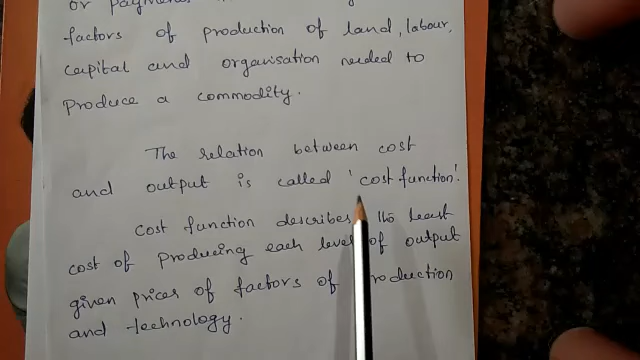 or payments
factors of production of land, labour,
capital and organisation needed to
produce a commodity.
The relation between cost
and output is called 'cost function'.
Cost function describes the least
cost of producing each level of output
given prices of factors of production
and technology.